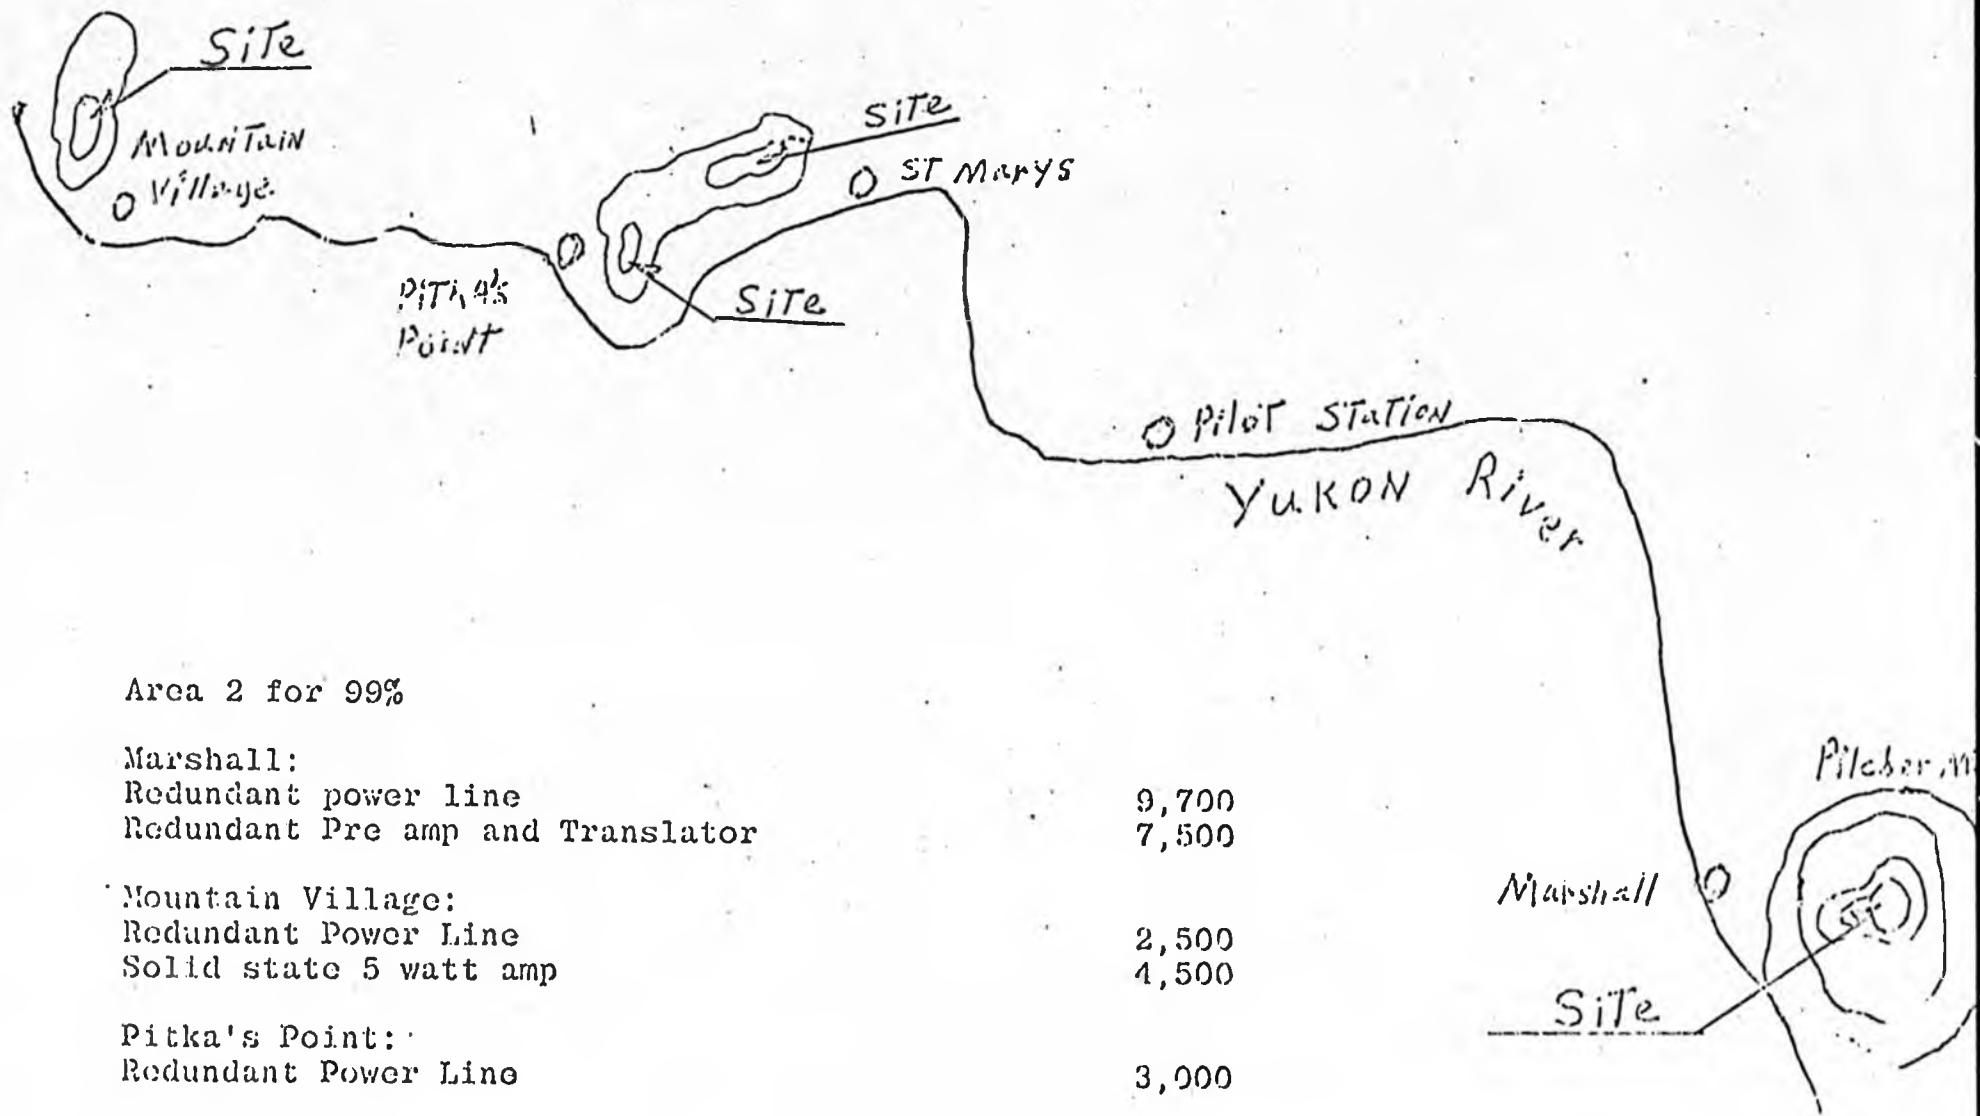 Site
Mountain
Village
Site
ST Marys
Pitka's
Point
Site
Pilot Station
Yukon River
Area 2 for 99%
Marshall:
Redundant power line 9,700
Redundant Pre amp and Translator 7,500
Mountain Village:
Redundant Power Line 2,500
Solid state 5 watt amp 4,500
Pitka's Point:
Redundant Power Line 3,000
Pilcher M
Marshall
Site